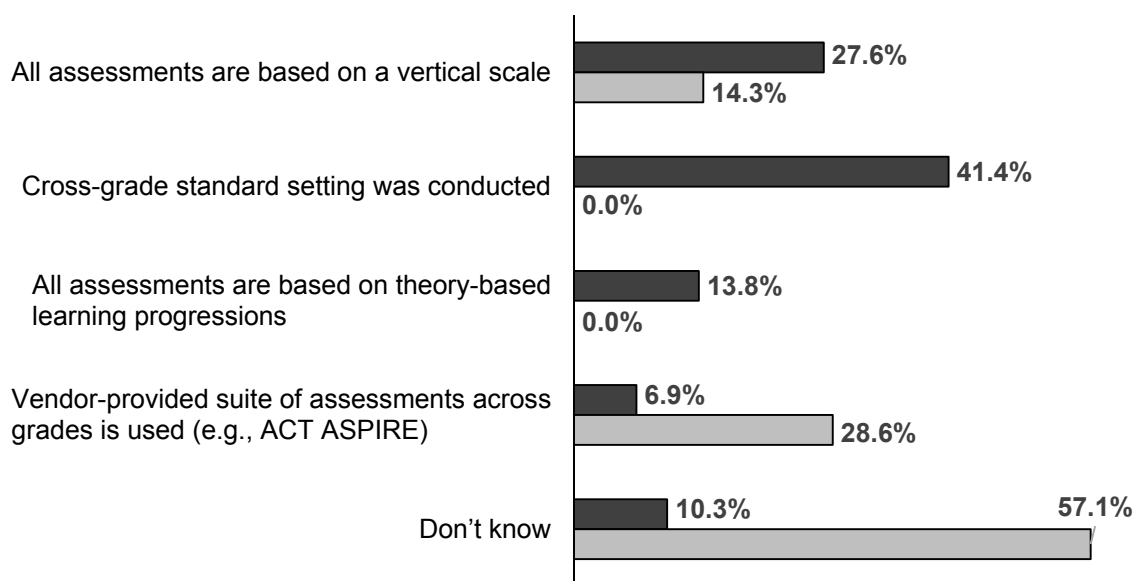 All assessments are based on a vertical scale
27.6%
14.3%
Cross-grade standard setting was conducted
41.4%
0.0%
All assessments are based on theory-based
learning progressions
13.8%
0.0%
Vendor-provided suite of assessments across
grades is used (e.g., ACT ASPIRE)
6.9%
28.6%
Don’t know
10.3%
57.1%